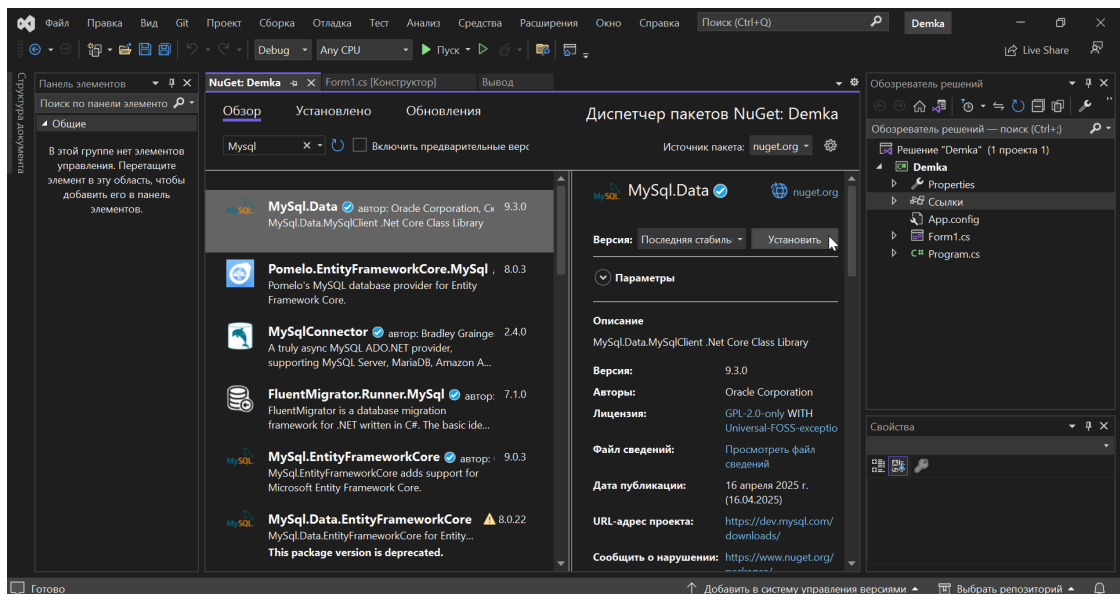 Файл Правка Вид Git Проект Сборка Отладка Тест Анализ Средства Расширения Окно Справка Поиск (Ctrl+Q) Demka
Debug Any CPU Пуск Live Share
Структура документа
Панель элементов
Поиск по панели элементо
Общие
В этой группе нет элементов
управления. Перетащите
элемент в эту область, чтобы
добавить его в панель
элементов.
NuGet: Demka Form1.cs [Конструктор] Вывод
Обзор Установлено Обновления
Диспетчер пакетов NuGet: Demka
Mysql Включить предварительные верс
Источник пакета: nuget.org
MySql.Data автор: Oracle Corporation, Ск 9.3.0
MySql.Data.MySqlClient .Net Core Class Library
Pomelo.EntityFrameworkCore.MySql , 8.0.3
Pomelo's MySQL database provider for Entity
Framework Core.
MySqlConnector автор: Bradley Grainge 2.4.0
A truly async MySQL ADO.NET provider,
supporting MySQL Server, MariaDB, Amazon A...
FluentMigrator.Runner.MySql автор: 7.1.0
FluentMigrator is a database migration
framework for .NET written in C#. The basic ide...
MySql.EntityFrameworkCore автор: 9.0.3
MySql.EntityFrameworkCore adds support for
Microsoft Entity Framework Core.
MySql.Data.EntityFrameworkCore 8.0.22
MySql.Data.EntityFrameworkCore for Entity...
This package version is deprecated.
MySQL MySql.Data nuget.org
Версия: Последняя стабиль Установить
Параметры
Описание
MySql.Data.MySqlClient .Net Core Class Library
Версия: 9.3.0
Авторы: Oracle Corporation
Лицензия: GPL-2.0-only WITH
Universal-FOSS-exceptio
Файл сведений: Просмотреть файл
сведений
Дата публикации: 16 апреля 2025 г.
(16.04.2025)
URL-адрес проекта: https://dev.mysql.com/
downloads/
Сообщить о нарушении: https://www.nuget.org/
Обозреватель решений
Обозреватель решений — поиск (Ctrl+;)
Решение "Demka" (1 проекта 1)
Demka
Properties
Ссылки
App.config
Form1.cs
Program.cs
Свойства
Готово Добавить в систему управления версиями Выбрать репозиторий